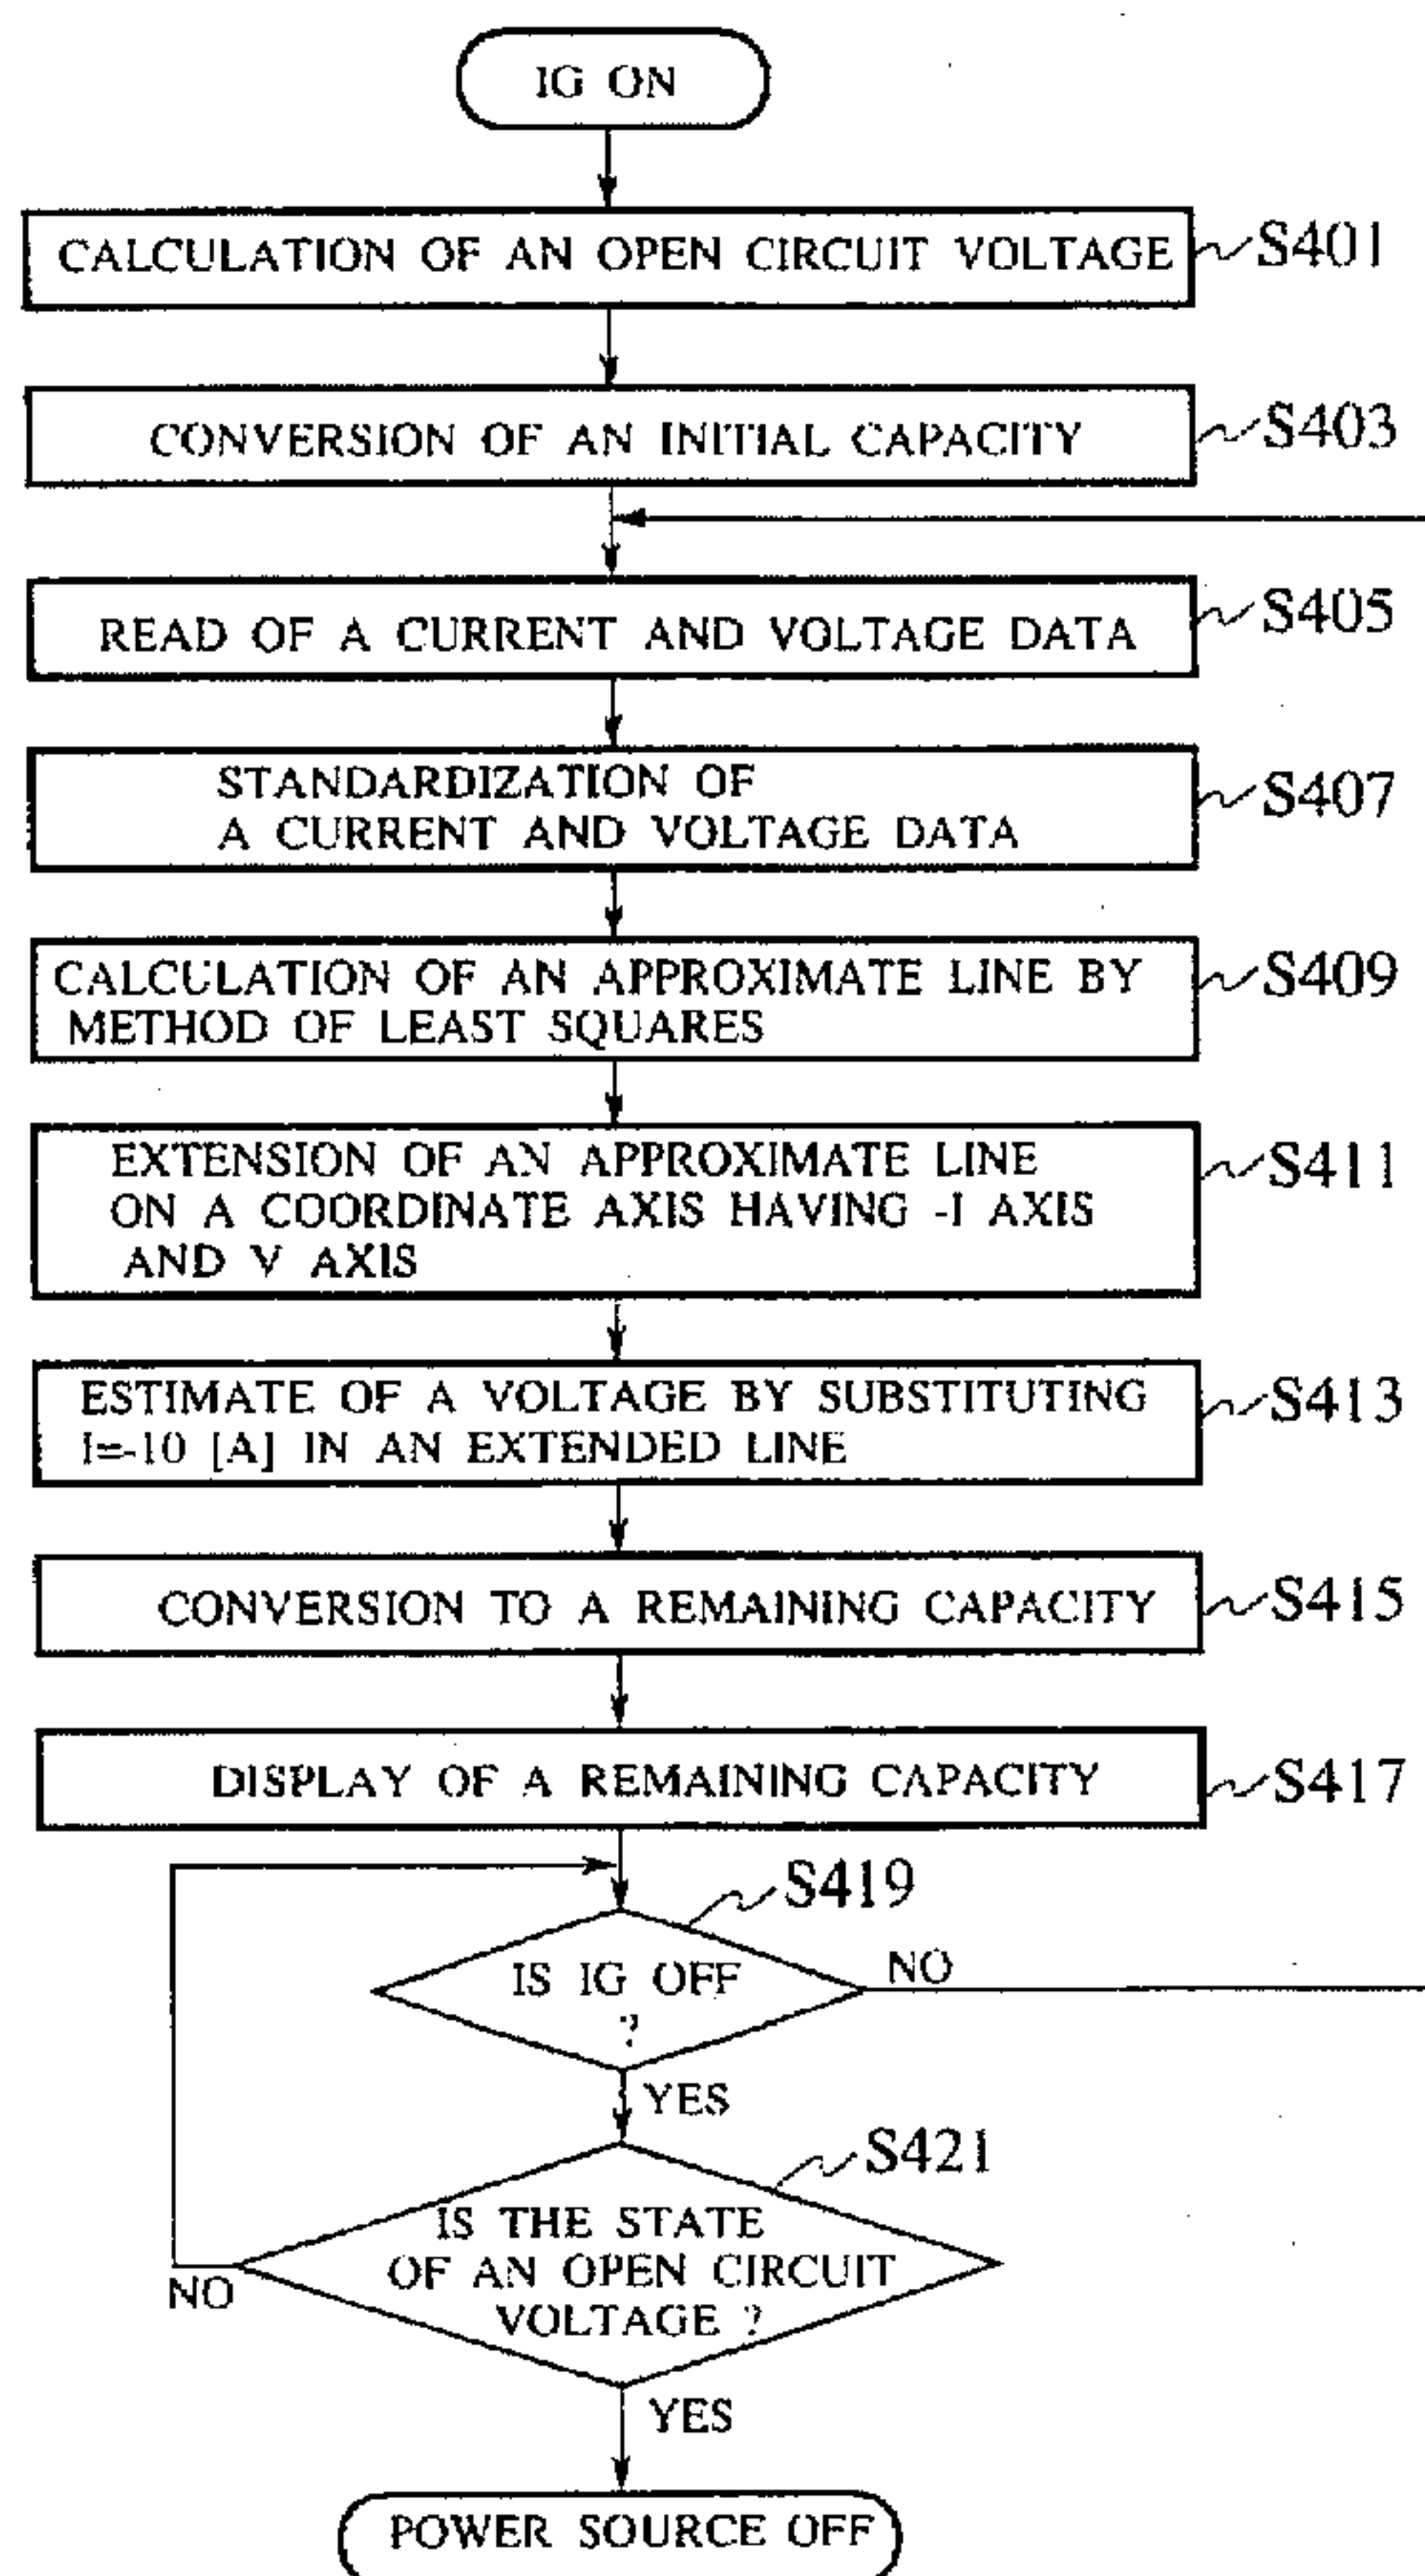 IG ON
CALCULATION OF AN OPEN CIRCUIT VOLTAGE
S401
CONVERSION OF AN INITIAL CAPACITY
S403
READ OF A CURRENT AND VOLTAGE DATA
S405
STANDARDIZATION OF
A CURRENT AND VOLTAGE DATA
S407
CALCULATION OF AN APPROXIMATE LINE BY
METHOD OF LEAST SQUARES
S409
EXTENSION OF AN APPROXIMATE LINE
ON A COORDINATE AXIS HAVING -I AXIS
AND V AXIS
S411
ESTIMATE OF A VOLTAGE BY SUBSTITUTING
I=-10 [A] IN AN EXTENDED LINE
S413
CONVERSION TO A REMAINING CAPACITY
S415
DISPLAY OF A REMAINING CAPACITY
S417
S419
IS IG OFF
?
NO
YES
S421
IS THE STATE
OF AN OPEN CIRCUIT
VOLTAGE ?
NO
YES
POWER SOURCE OFF